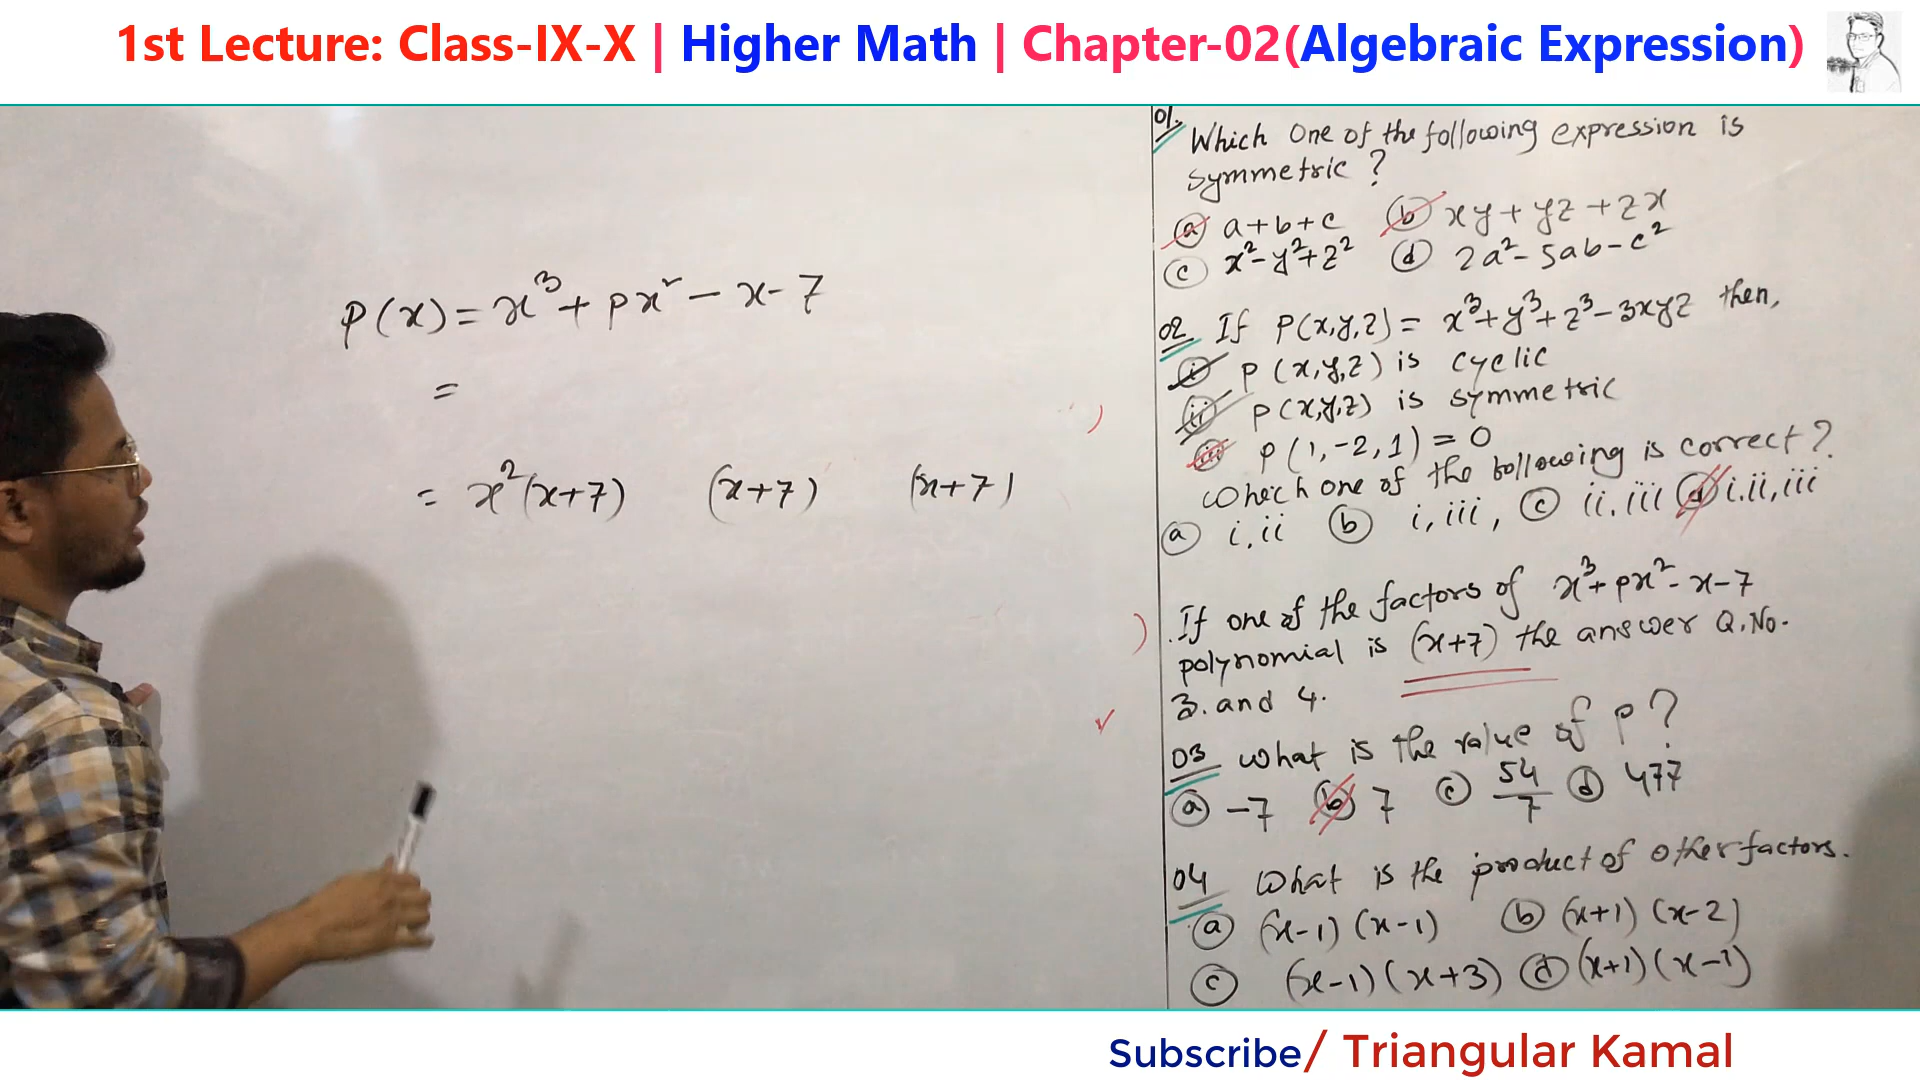 1st Lecture: Class-IX-X | Higher Math | Chapter-02(Algebraic Expression)
P(x) = x³ + px² - x - 7
=
= x²(x+7) (x+7) (x+7)
01. Which one of the following expression is
symmetric ?
(a) a+b+c (b) xy+yz+zx
(c) x²-y²+z² (d) 2a²-5ab-c²
02 If P(x,y,z) = x³+y³+z³-3xyz then,
(i) P(x,y,z) is cyclic
(ii) P(x,y,z) is symmetric
(iii) P(1,-2,1) = 0
Which one of the following is correct?
(a) i.ii (b) i,iii, (c) ii.iii (d) i.ii,iii
If one of the factors of x³+px²-x-7
polynomial is (x+7) the answer Q.No.
3. and 4.
03 What is the value of P?
(a) -7 (b) 7 (c) 54/7 (d) 477
04 What is the product of other factors.
(a) (x-1)(x-1) (b) (x+1)(x-2)
(c) (x-1)(x+3) (d) (x+1)(x-1)
Subscribe/ Triangular Kamal